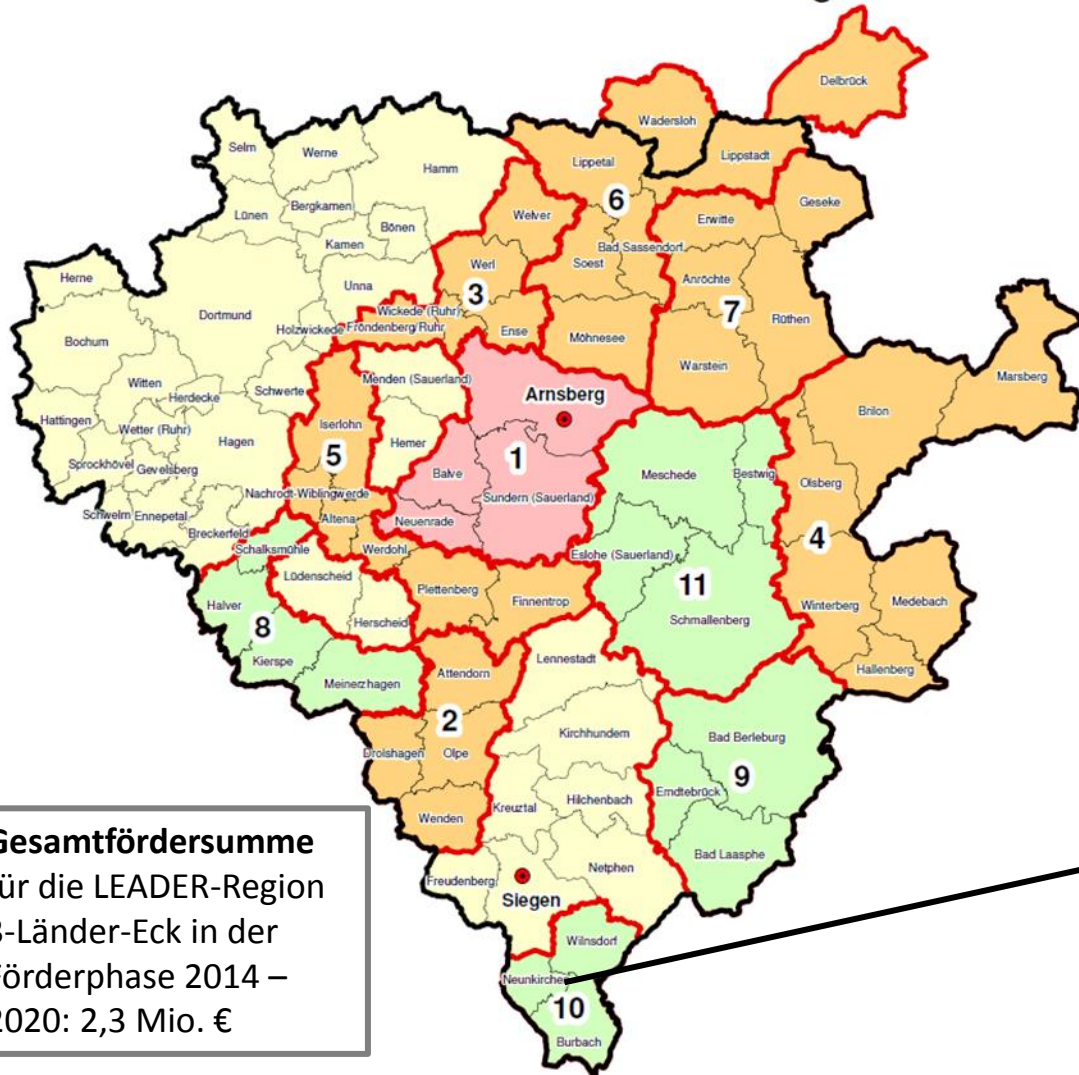 Delbrück
Wadersloh
Lippstadt
Lippetal
Geseke
6
Selm
Werne
Hamm
Welver
Erwitte
Lünen
Bergkamen
Bönen
Kamen
Bad Sassendorf
Soest
Werl
Anröchte
Herne
Unna
3
7
Rüthen
Dortmund
Wickede (Ruhr)
Holzwickede
Fröndenberg/Ruhr
Ense
Möhnesee
Bochum
Warstein
Marsberg
Witten
Herdecke
Schwerte
Menden (Sauerland)
Arnsberg
Brilon
Hattingen
Wetter (Ruhr)
Hagen
Iserlohn
Hemer
5
1
Balve
Meschede
Bestwig
Sprockhövel
Gevelsberg
Olsberg
Nachrodt-Wiblingwerde
Sundern (Sauerland)
Schwelm
Ennepetal
Altena
Neuenrade
Breckerfeld
4
Schalksmühle
Werdohl
Eslohe (Sauerland)
Lüdenscheid
Plettenberg
Finnentrop
11
Halver
Herscheid
Schmallenberg
Winterberg
Medebach
8
Kierspe
Lennestadt
Hallenberg
Meinerzhagen
Attendorn
2
Kirchhundem
Bad Berleburg
Drolshagen
Olpe
9
Erndtebrück
Kreuztal
Hilchenbach
Wenden
Bad Laasphe
Netphen
Freudenberg
Siegen
Wilnsdorf
Neunkirchen
10
Burbach
Gesamtfördersumme
für die LEADER-Region
3-Länder-Eck in der
Förderphase 2014 –
2020: 2,3 Mio. €